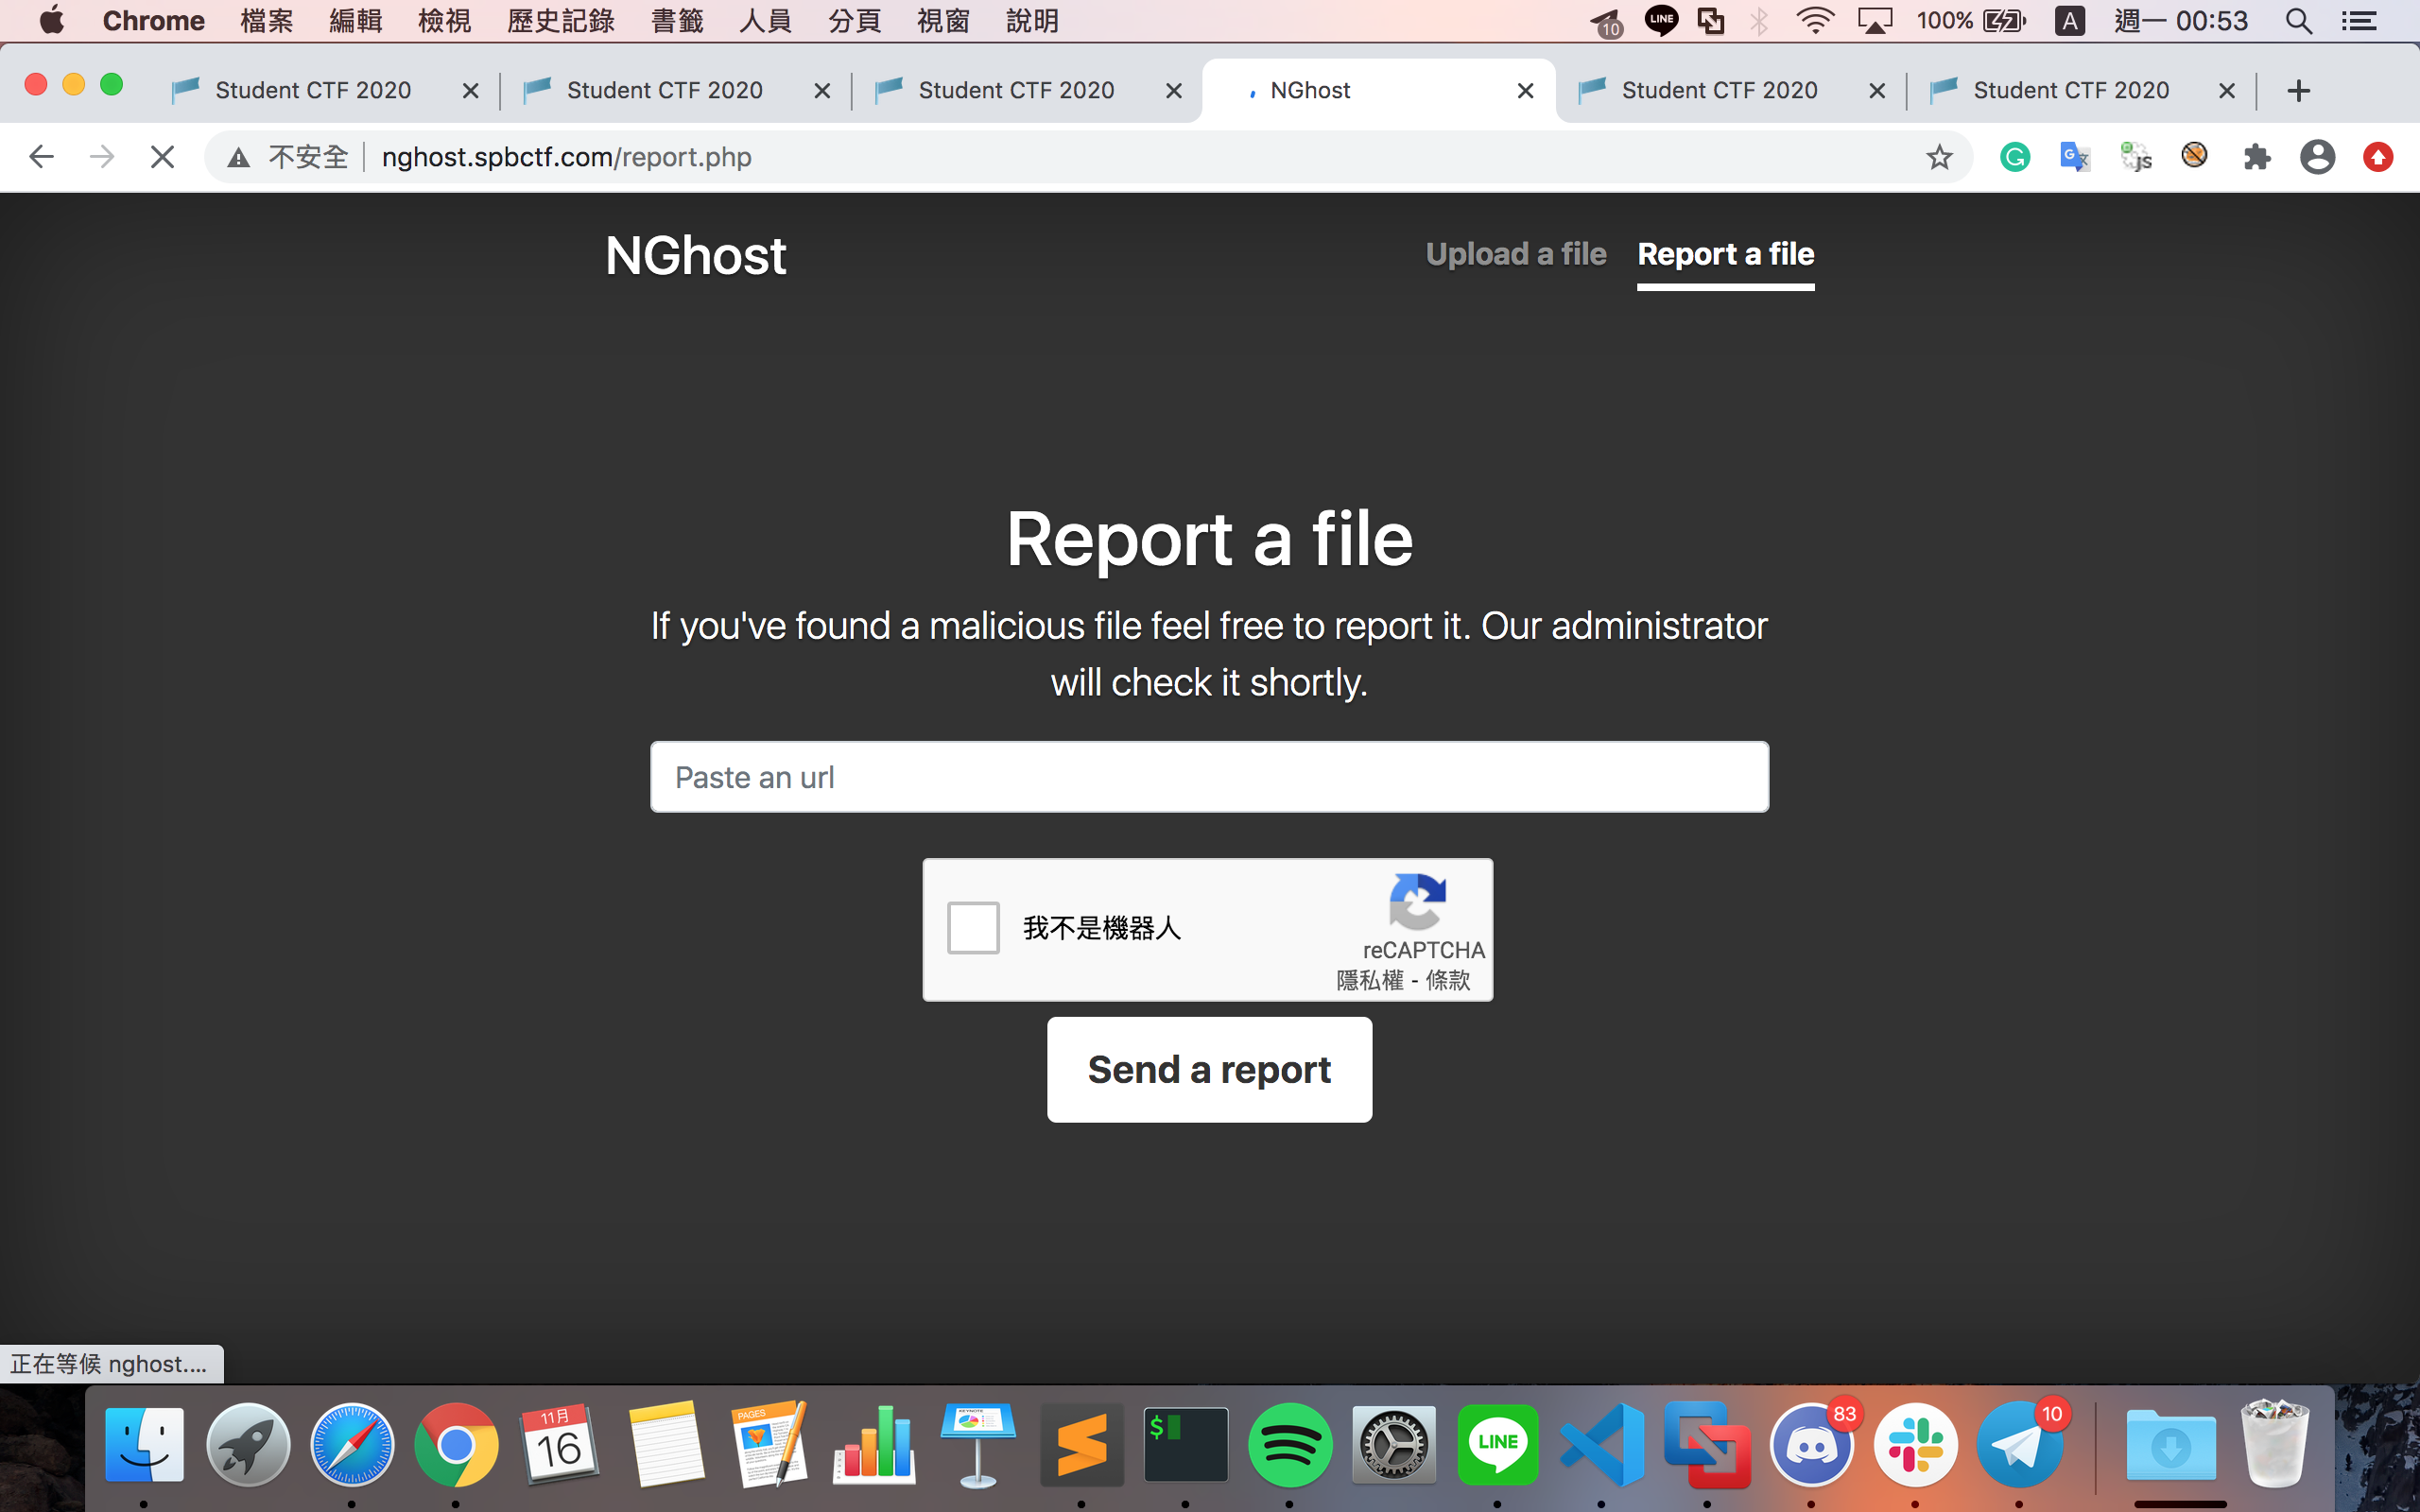 Chrome 檔案 編輯 檢視 歷史記錄 書籤 人員 分頁 視窗 說明 10 LINE 100% A 週一 00:53
Student CTF 2020 Student CTF 2020 Student CTF 2020 NGhost Student CTF 2020 Student CTF 2020
不安全 nghost.spbctf.com/report.php
NGhost Upload a file Report a file
Report a file
If you've found a malicious file feel free to report it. Our administrator
will check it shortly.
Paste an url
我不是機器人
reCAPTCHA
隱私權 - 條款
Send a report
正在等候 nghost....
11月
16
PAGES
KEYNOTE
$
LINE
83
10